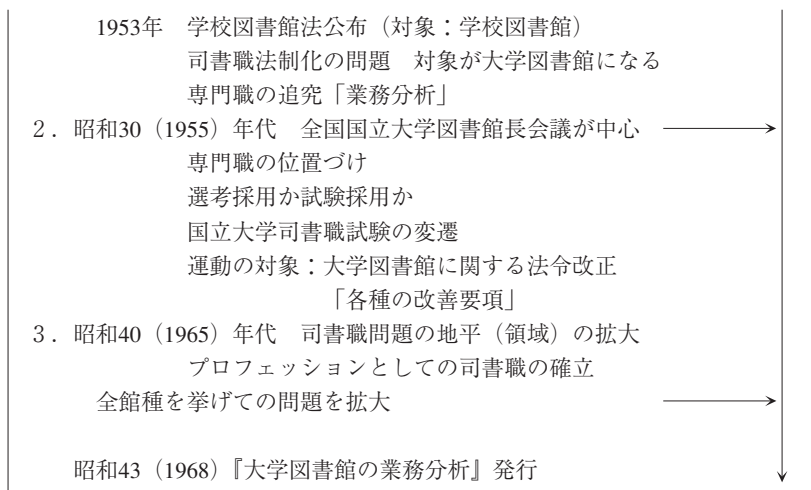 1953年　学校図書館法公布（対象：学校図書館）
司書職法制化の問題　対象が大学図書館になる
専門職の追究「業務分析」
２．昭和30（1955）年代　全国国立大学図書館長会議が中心
専門職の位置づけ
選考採用か試験採用か
国立大学司書職試験の変遷
運動の対象：大学図書館に関する法令改正
「各種の改善要項」
３．昭和40（1965）年代　司書職問題の地平（領域）の拡大
プロフェッションとしての司書職の確立
全館種を挙げての問題を拡大
昭和43（1968）『大学図書館の業務分析』発行